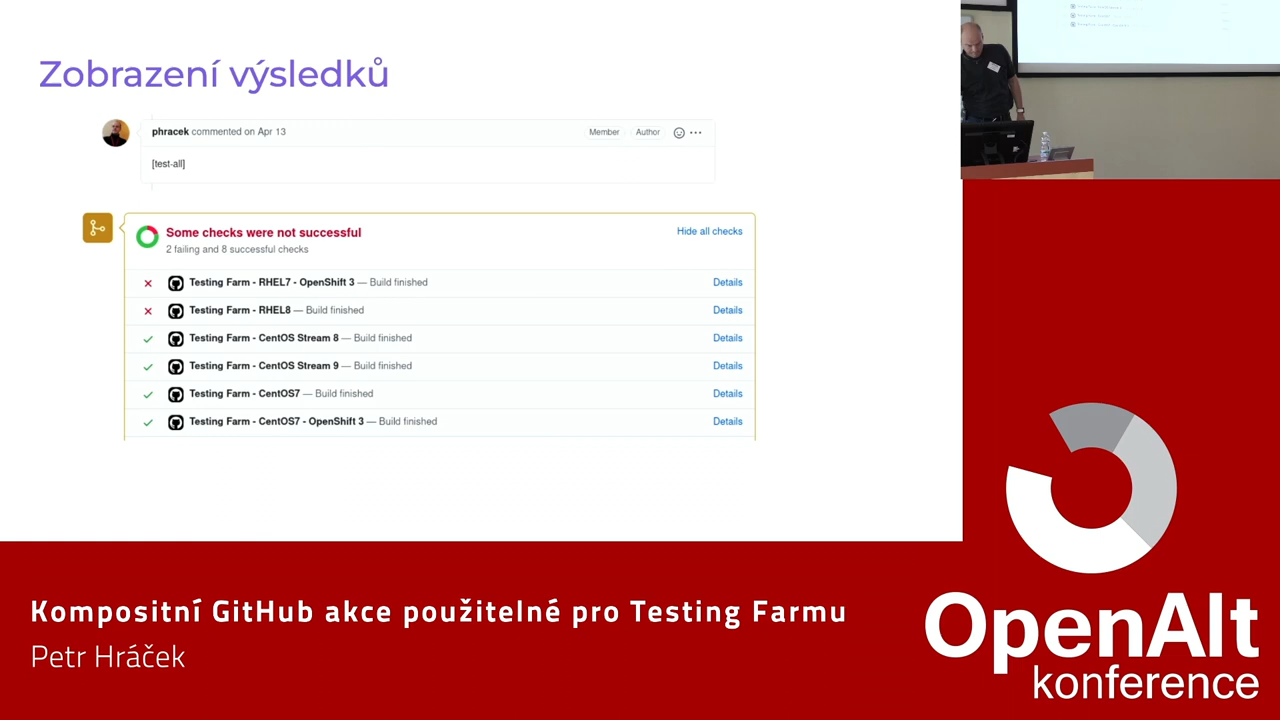 Zobrazení výsledků
phracek commented on Apr 13
Member
Author
[test-all]
Some checks were not successful
2 failing and 8 successful checks
Hide all checks
Testing Farm - RHEL7 - OpenShift 3 — Build finished
Details
Testing Farm - RHEL8 — Build finished
Details
Testing Farm - CentOS Stream 8 — Build finished
Details
Testing Farm - CentOS Stream 9 — Build finished
Details
Testing Farm - CentOS7 — Build finished
Details
Testing Farm - CentOS7 - OpenShift 3 — Build finished
Details
Kompositní GitHub akce použitelné pro Testing Farmu
Petr Hráček
OpenAlt
konference